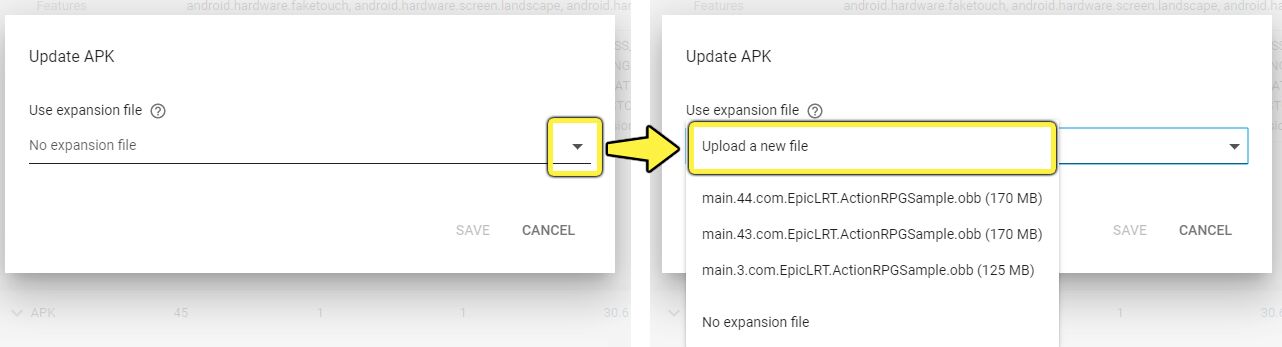 Features android.hardware.faketouch, android.hardware.screen.landscape, android.h
Update APK
Use expansion file
No expansion file
SAVE CANCEL
APK 45 1 1 30.6
Features android.hardware.faketouch, android.hardware.screen.landscape, android.har
Update APK
Use expansion file
Upload a new file
main.44.com.EpicLRT.ActionRPGSample.obb (170 MB)
main.43.com.EpicLRT.ActionRPGSample.obb (170 MB)
main.3.com.EpicLRT.ActionRPGSample.obb (125 MB)
No expansion file
SAVE CANCEL
1 30.6